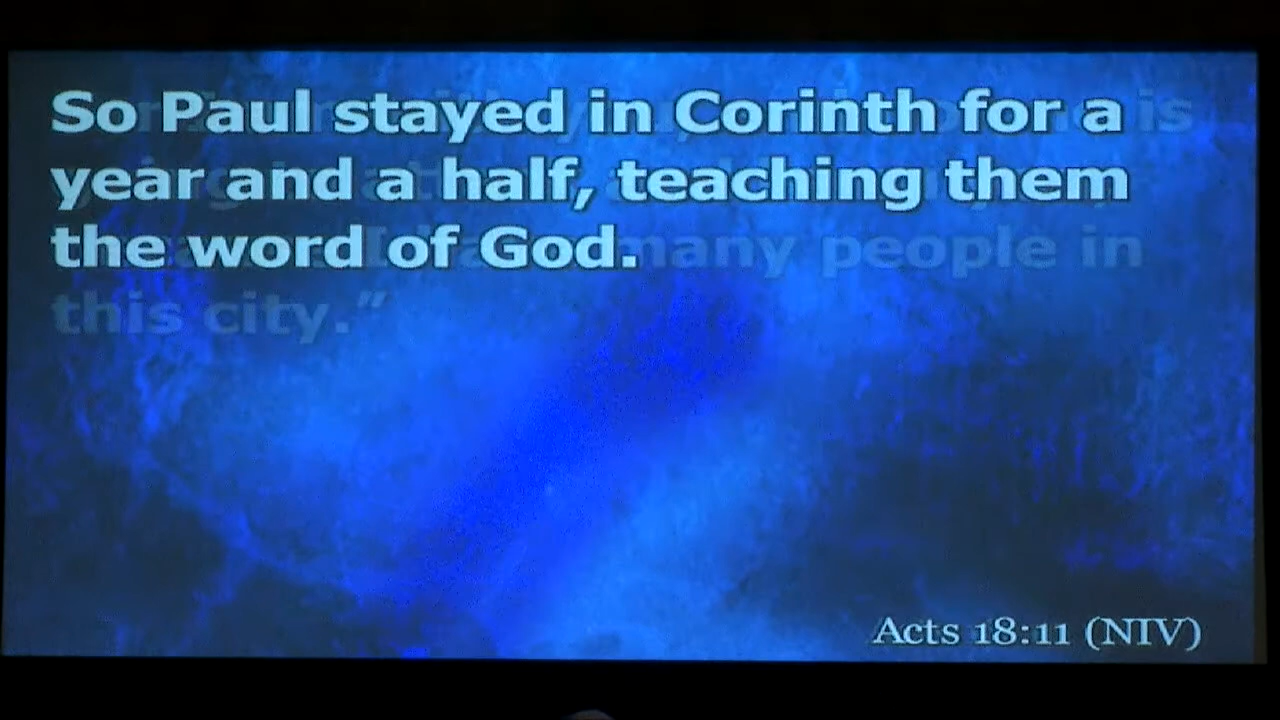 So Paul stayed in Corinth for a
year and a half, teaching them
the word of God.
many people in
this city.”
Acts 18:11 (NIV)